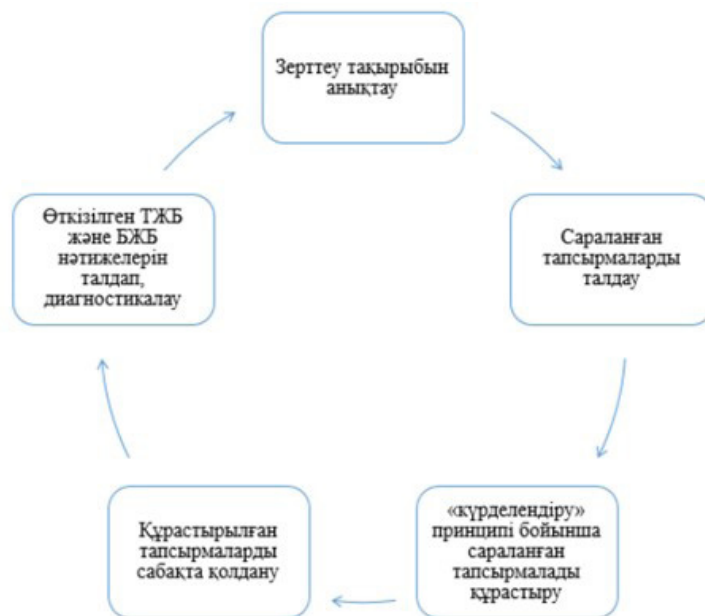 Зерттеу тақырыбын
анықтау
Сараланған
тапсырмаларды
талдау
«күрделендіру»
принципі бойынша
сараланған
тапсырмалады
құрастыру
Құрастырылған
тапсырмаларды
сабақта қолдану
Өткізілген ТЖБ
және БЖБ
нәтижелерін
талдап,
диагностикалау